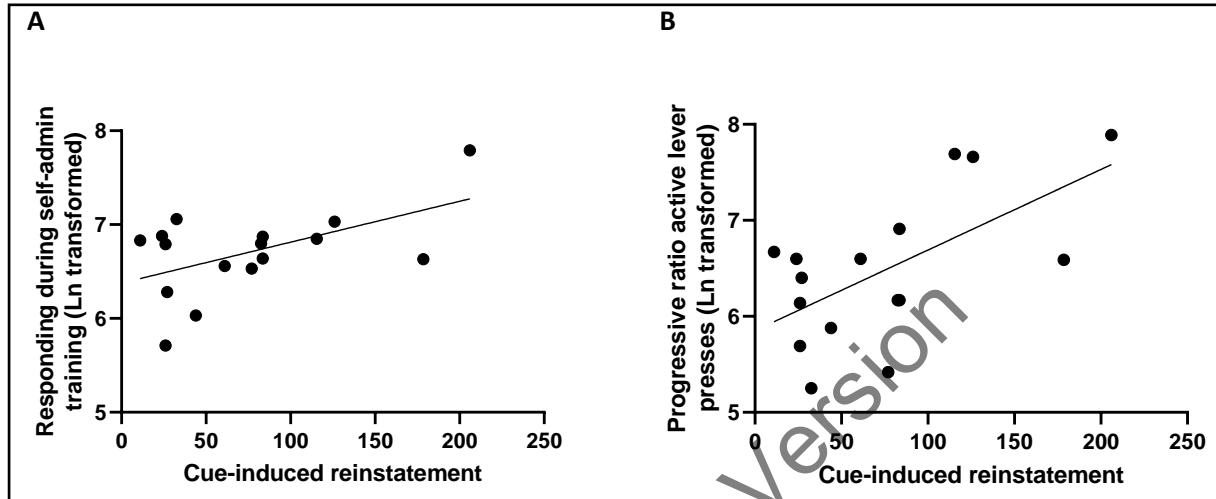 A
B
Responding during self-admin
training (Ln transformed)
8
7
6
5
0
50
100
150
200
250
Cue-induced reinstatement
Progressive ratio active lever
presses (Ln transformed)
8
7
6
5
0
50
100
150
200
250
Cue-induced reinstatement
Version